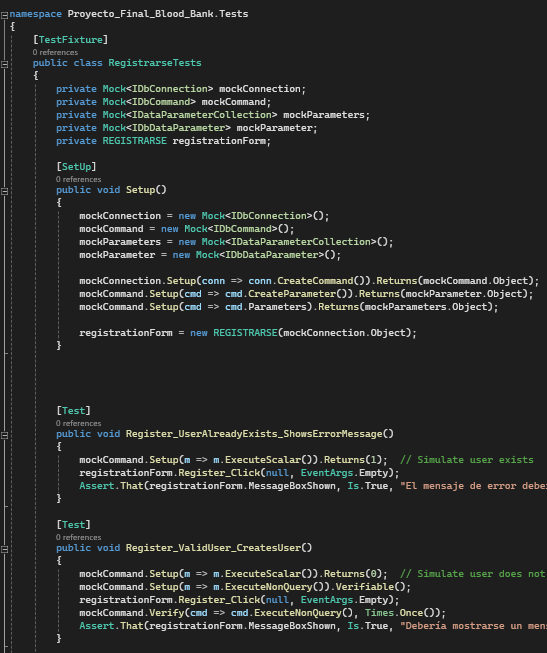 namespace Proyecto_Final_Blood_Bank.Tests
{
[TestFixture]
0 references
public class RegistrarseTests
{
private Mock<IDbConnection> mockConnection;
private Mock<IDbCommand> mockCommand;
private Mock<IDataParameterCollection> mockParameters;
private Mock<IDbDataParameter> mockParameter;
private REGISTRARSE registrationForm;
[SetUp]
0 references
public void Setup()
{
mockConnection = new Mock<IDbConnection>();
mockCommand = new Mock<IDbCommand>();
mockParameters = new Mock<IDataParameterCollection>();
mockParameter = new Mock<IDbDataParameter>();
mockConnection.Setup(conn => conn.CreateCommand()).Returns(mockCommand.Object);
mockCommand.Setup(cmd => cmd.CreateParameter()).Returns(mockParameter.Object);
mockCommand.Setup(cmd => cmd.Parameters).Returns(mockParameters.Object);
registrationForm = new REGISTRARSE(mockConnection.Object);
}
[Test]
0 references
public void Register_UserAlreadyExists_ShowsErrorMessage()
{
mockCommand.Setup(m => m.ExecuteScalar()).Returns(1); // Simulate user exists
registrationForm.Register_Click(null, EventArgs.Empty);
Assert.That(registrationForm.MessageBoxShown, Is.True, "El mensaje de error debe
}
[Test]
0 references
public void Register_ValidUser_CreatesUser()
{
mockCommand.Setup(m => m.ExecuteScalar()).Returns(0); // Simulate user does not
mockCommand.Setup(m => m.ExecuteNonQuery()).Verifiable();
registrationForm.Register_Click(null, EventArgs.Empty);
mockCommand.Verify(cmd => cmd.ExecuteNonQuery(), Times.Once());
Assert.That(registrationForm.MessageBoxShown, Is.True, "Debería mostrarse un mens
}